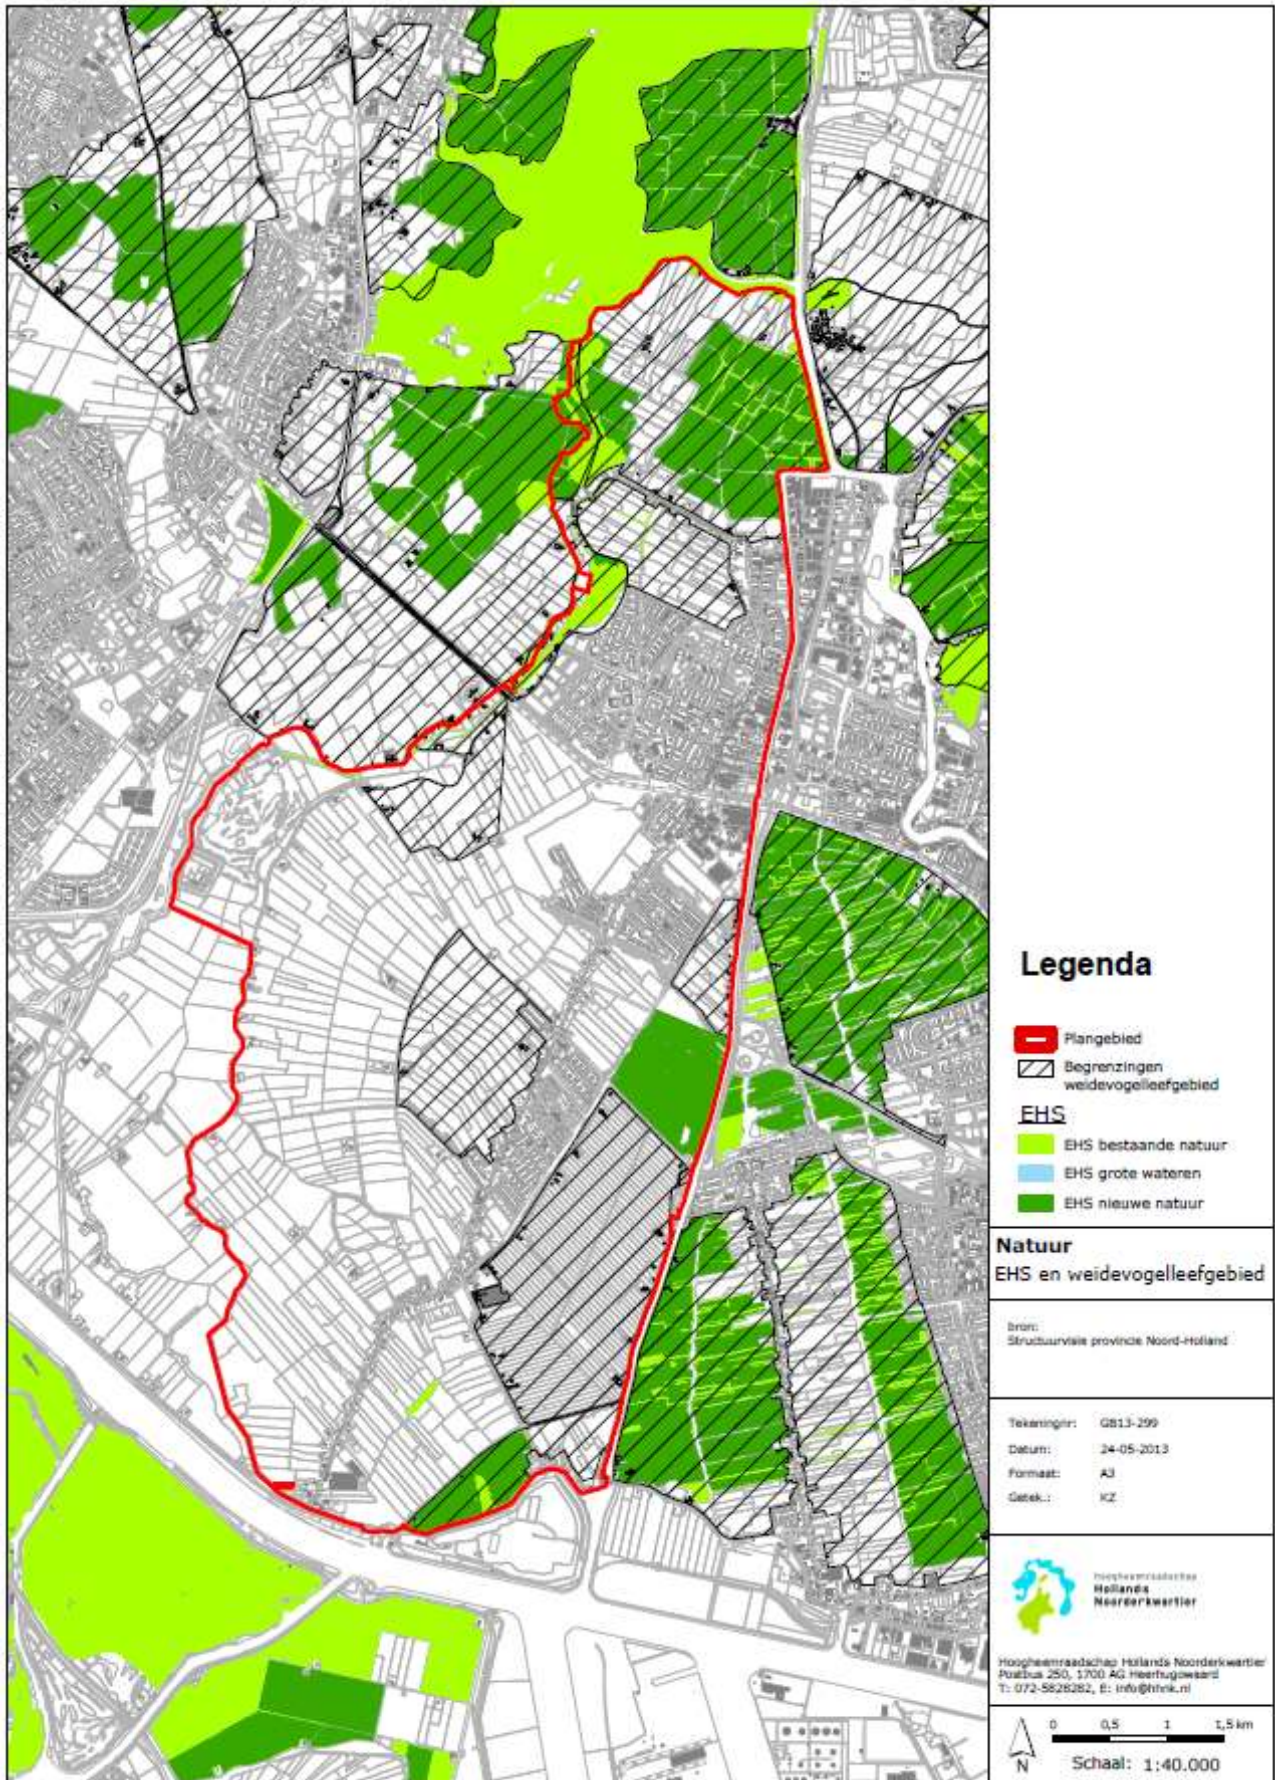 Legenda
Plangebied
Begrenzingen
weidevogelleefgebied
EHS
EHS bestaande natuur
EHS grote wateren
EHS nieuwe natuur
Natuur
EHS en weidevogelleefgebied
bron:
Structuurvisie provincie Noord-Holland
Tekeningnr: GB13-299
Datum: 24-05-2013
Formaat: A3
Getek.: KZ
hoogheemraadschap
Hollands
Noorderkwartier
Hoogheemraadschap Hollands Noorderkwartier
Postbus 250, 1700 AG Heerhugowaard
T: 072-5828282, E: info@hhnk.nl
0 0,5 1 1,5 km
N
Schaal: 1:40.000